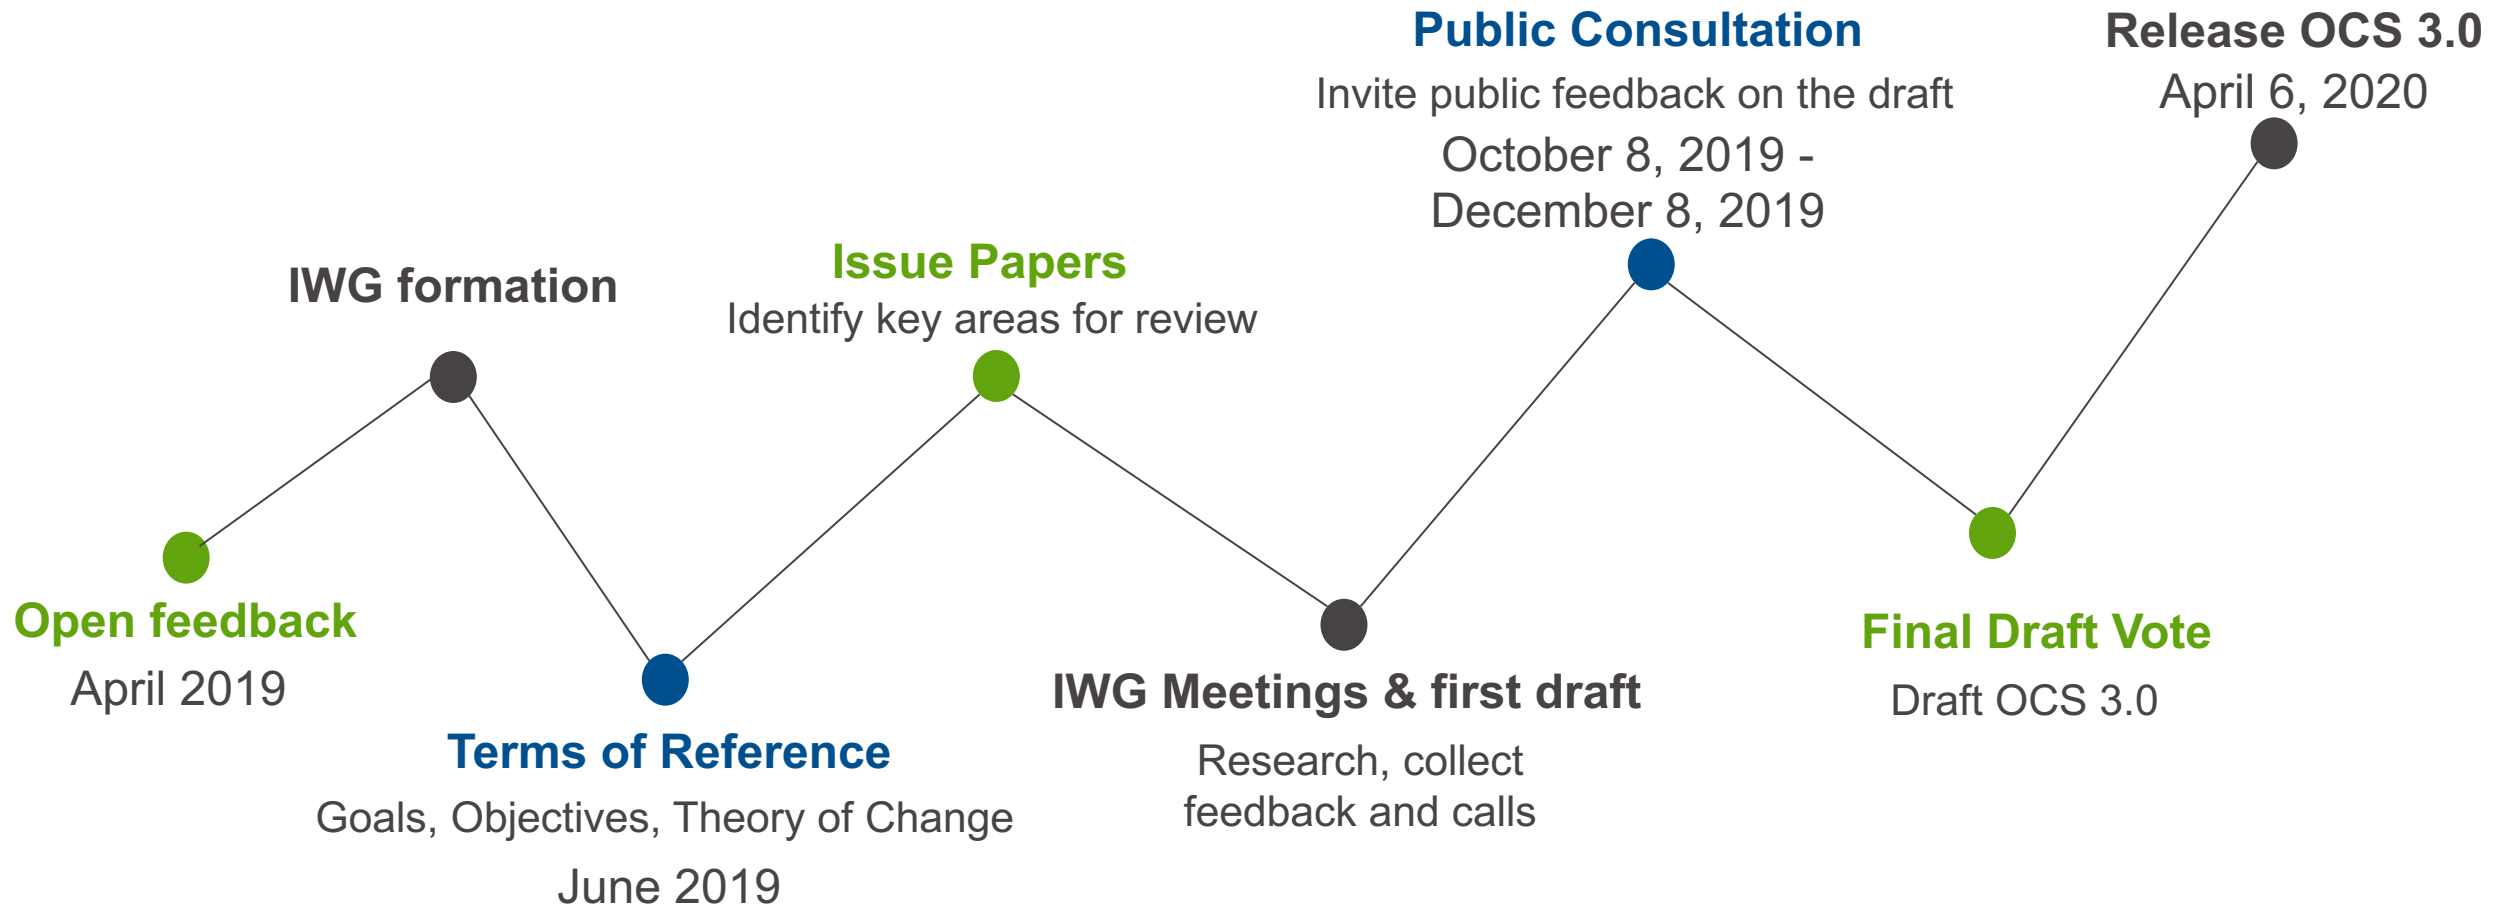 Open feedback
April 2019
IWG formation
Terms of Reference
Goals, Objectives, Theory of Change
June 2019
Issue Papers
Identify key areas for review
IWG Meetings & first draft
Research, collect
feedback and calls
Public Consultation
Invite public feedback on the draft
October 8, 2019 -
December 8, 2019
Final Draft Vote
Draft OCS 3.0
Release OCS 3.0
April 6, 2020